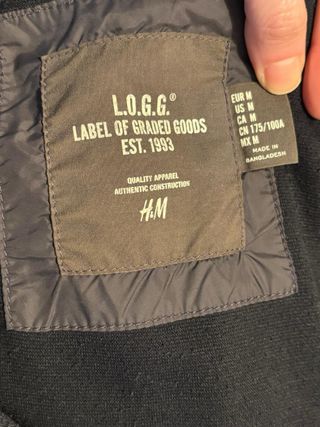 L.O.G.G.®
LABEL OF GRADED GOODS
EST. 1993
QUALITY APPAREL
AUTHENTIC CONSTRUCTION
H&M
EUR M
US M
CA M
CN 175/100A
MX M
MADE IN
BANGLADESH